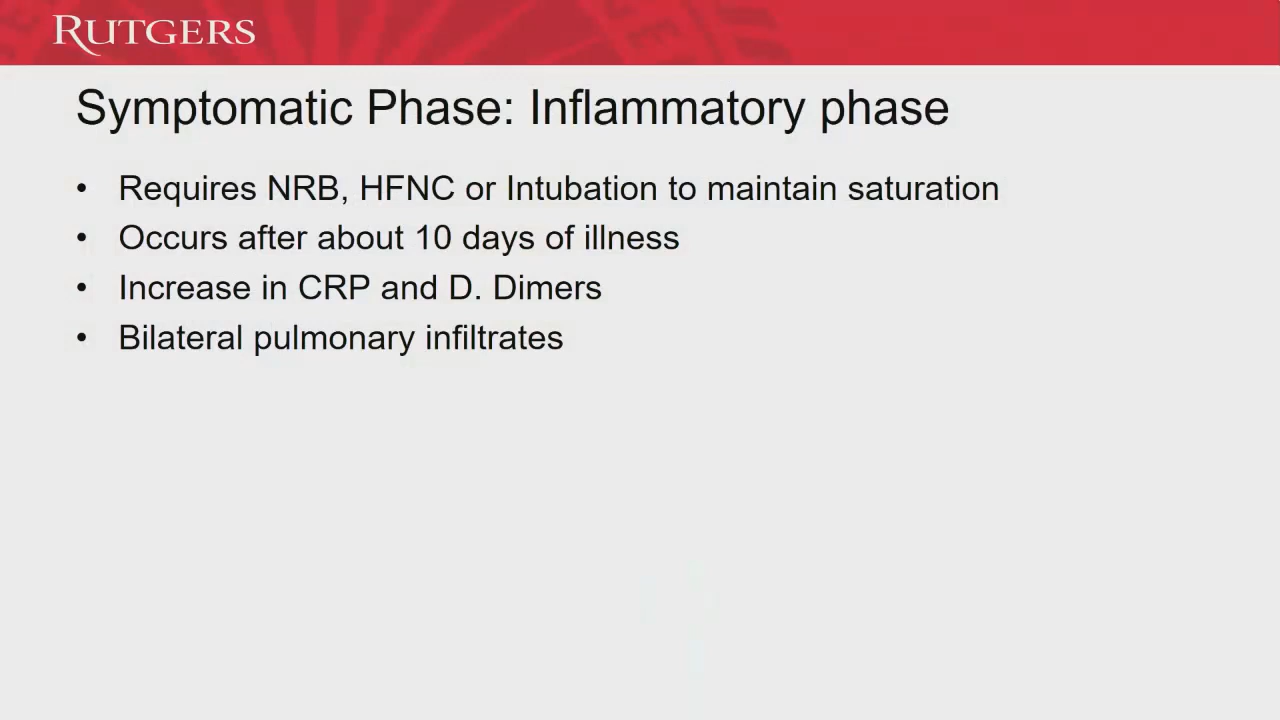 RUTGERS
Symptomatic Phase: Inflammatory phase
• Requires NRB, HFNC or Intubation to maintain saturation
• Occurs after about 10 days of illness
• Increase in CRP and D. Dimers
• Bilateral pulmonary infiltrates